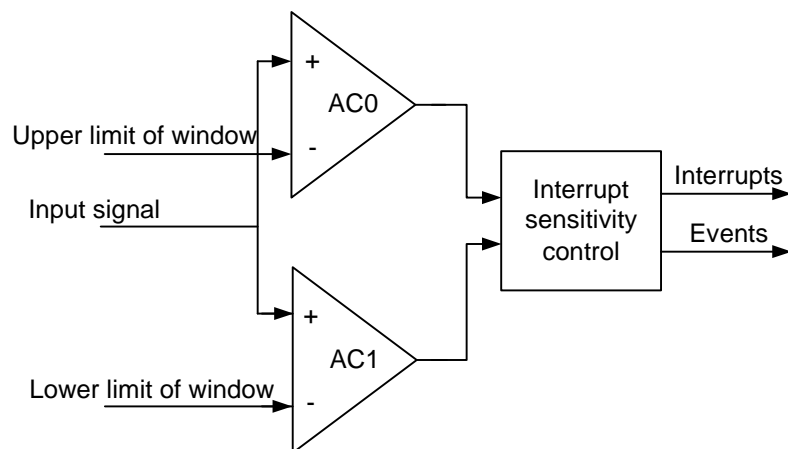 +
AC0
Upper limit of window
-
Input signal
Interrupt
sensitivity
control
Interrupts
Events
+
AC1
Lower limit of window
-